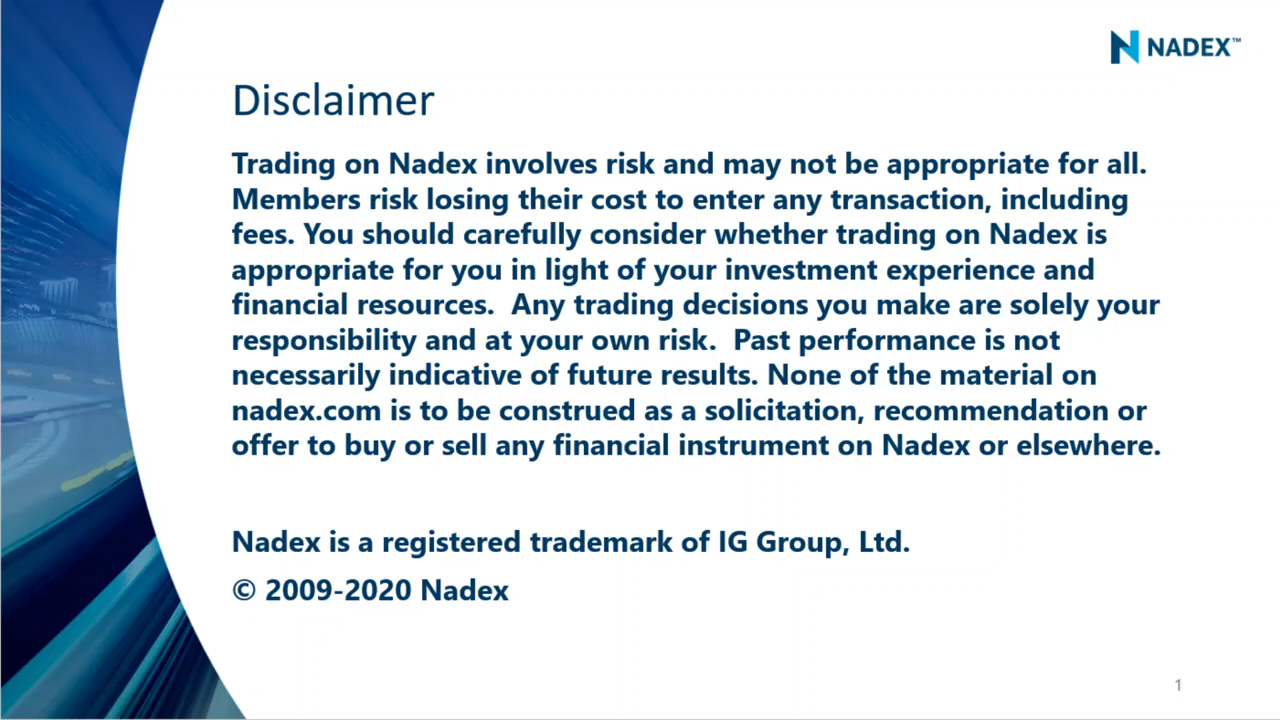 NADEX™
Disclaimer
Trading on Nadex involves risk and may not be appropriate for all.
Members risk losing their cost to enter any transaction, including
fees. You should carefully consider whether trading on Nadex is
appropriate for you in light of your investment experience and
financial resources.  Any trading decisions you make are solely your
responsibility and at your own risk.  Past performance is not
necessarily indicative of future results. None of the material on
nadex.com is to be construed as a solicitation, recommendation or
offer to buy or sell any financial instrument on Nadex or elsewhere.
Nadex is a registered trademark of IG Group, Ltd.
© 2009-2020 Nadex
1